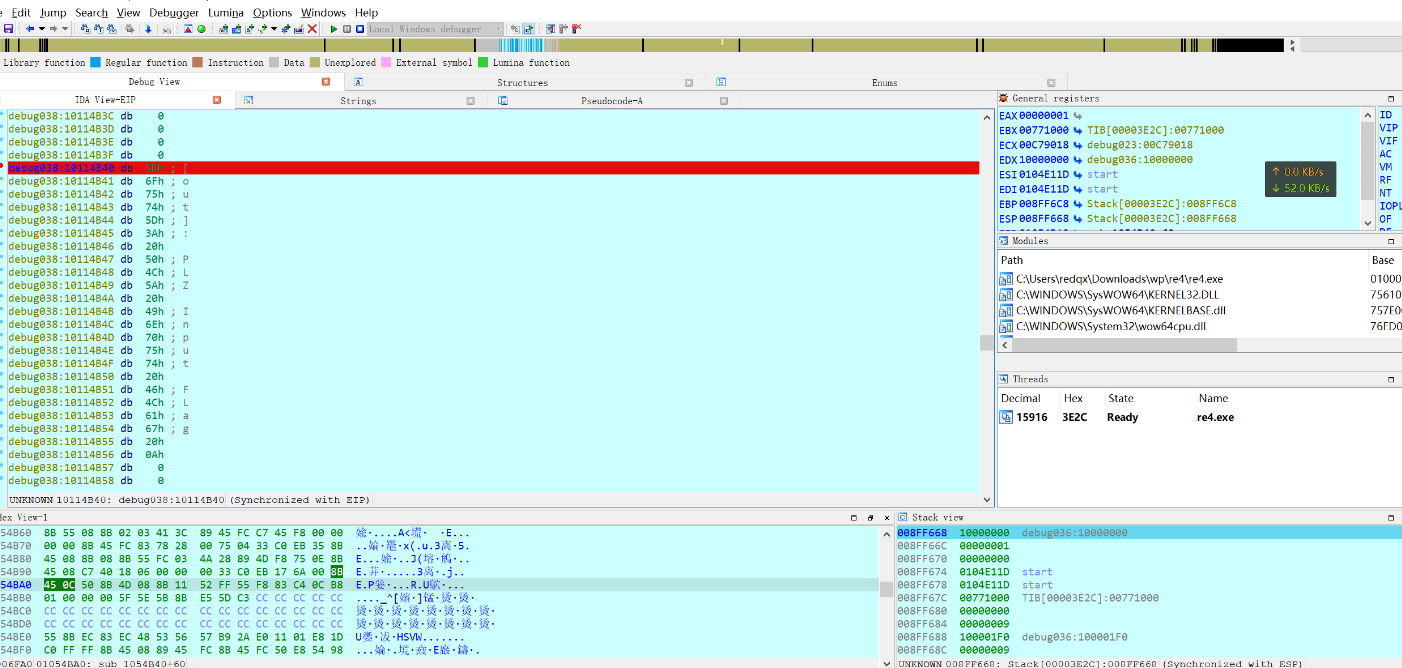 Edit Jump Search View Debugger Lumina Options Windows Help
Local Windows debugger
Library function Regular function Instruction Data Unexplored External symbol Lumina function
Debug View Structures Enums
IDA View-EIP Strings Pseudocode-A
debug038:10114B3C db 0
debug038:10114B3D db 0
debug038:10114B3E db 0
debug038:10114B3F db 0
debug038:10114B40 db 5Bh ; [
debug038:10114B41 db 6Fh ; o
debug038:10114B42 db 75h ; u
debug038:10114B43 db 74h ; t
debug038:10114B44 db 5Dh ; ]
debug038:10114B45 db 3Ah ; :
debug038:10114B46 db 20h
debug038:10114B47 db 50h ; P
debug038:10114B48 db 4Ch ; L
debug038:10114B49 db 5Ah ; Z
debug038:10114B4A db 20h
debug038:10114B4B db 49h ; I
debug038:10114B4C db 6Eh ; n
debug038:10114B4D db 70h ; p
debug038:10114B4E db 75h ; u
debug038:10114B4F db 74h ; t
debug038:10114B50 db 20h
debug038:10114B51 db 46h ; F
debug038:10114B52 db 4Ch ; L
debug038:10114B53 db 61h ; a
debug038:10114B54 db 67h ; g
debug038:10114B55 db 20h
debug038:10114B56 db 0Ah
debug038:10114B57 db 0
debug038:10114B58 db 0
UNKNOWN 10114B40: debug038:10114B40 (Synchronized with EIP)
General registers
EAX 00000001
EBX 00771000 TIB[00003E2C]:00771000
ECX 00C79018 debug023:00C79018
EDX 10000000 debug036:10000000
ESI 0104E11D start
EDI 0104E11D start
EBP 008FF6C8 Stack[00003E2C]:008FF6C8
ESP 008FF668 Stack[00003E2C]:008FF668
ID
VIP
VIF
AC
VM
RF
NT
IOPL
OF
↑ 0.0 KB/s
↓ 52.0 KB/s
Modules
Path Base
C:\Users\redqx\Downloads\wp\re4\re4.exe 01000
C:\WINDOWS\SysWOW64\KERNEL32.DLL 75610
C:\WINDOWS\SysWOW64\KERNELBASE.dll 757E0
C:\WINDOWS\System32\wow64cpu.dll 76FD0
Threads
Decimal Hex State Name
15916 3E2C Ready re4.exe
Hex View-1
54B60 8B 55 08 8B 02 03 41 3C 89 45 FC C7 45 F8 00 00
54B70 00 00 8B 45 FC 83 78 28 00 75 04 33 C0 EB 35 8B
54B80 45 08 8B 08 8B 55 FC 03 4A 28 89 4D F8 75 0E 8B
54B90 45 08 C7 40 18 06 00 00 00 33 C0 EB 17 6A 00 8B
54BA0 45 0C 50 8B 4D 08 8B 11 52 FF 55 F8 83 C4 0C B8
54BB0 01 00 00 00 5F 5E 5B 8B E5 5D C3 CC CC CC CC CC
54BC0 CC CC CC CC CC CC CC CC CC CC CC CC CC CC CC CC
54BD0 CC CC CC CC CC CC CC CC CC CC CC CC CC CC CC CC
54BE0 55 8B EC 83 EC 48 53 56 57 B9 2A E0 11 01 E8 1D
54BF0 C0 FF FF 8B 45 08 89 45 FC 8B 45 FC 50 E8 54 98
01054BA0: sub_1054B40+60
Stack view
008FF668 10000000 debug036:10000000
008FF66C 00000001
008FF670 00000000
008FF674 0104E11D start
008FF678 0104E11D start
008FF67C 00771000 TIB[00003E2C]:00771000
008FF680 00000000
008FF684 00000009
008FF688 100001F0 debug036:100001F0
008FF68C 00000009
UNKNOWN 008FF668: Stack[00003E2C]:008FF668 (Synchronized with ESP)